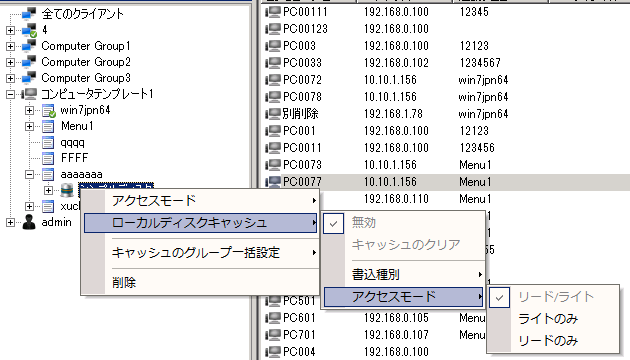 全てのクライアント
4
Computer Group1
Computer Group2
Computer Group3
コンピュータテンプレート1
win7jpn64
Menu1
qqqq
FFFF
aaaaaaa
admin
PC00111 192.168.0.100 12345
PC00123 192.168.0.100
PC003 192.168.0.100 12123
PC0033 192.168.0.102 1234567
PC0072 10.10.1.156 win7jpn64
PC0078 10.10.1.156 win7jpn64
別削除 192.168.1.78 win7jpn64
PC001 192.168.0.100 12123
PC0011 192.168.0.100 123456
PC0073 10.10.1.156 Menu1
PC0077 10.10.1.156 Menu1
192.168.0.110 Menu1
PC501
PC601 192.168.0.105 Menu1
PC701 192.168.0.107 Menu1
PC004 192.168.0.100
アクセスモード
ローカルディスクキャッシュ
キャッシュのグループ一括設定
削除
無効
キャッシュのクリア
書込種別
アクセスモード
リード/ライト
ライトのみ
リードのみ